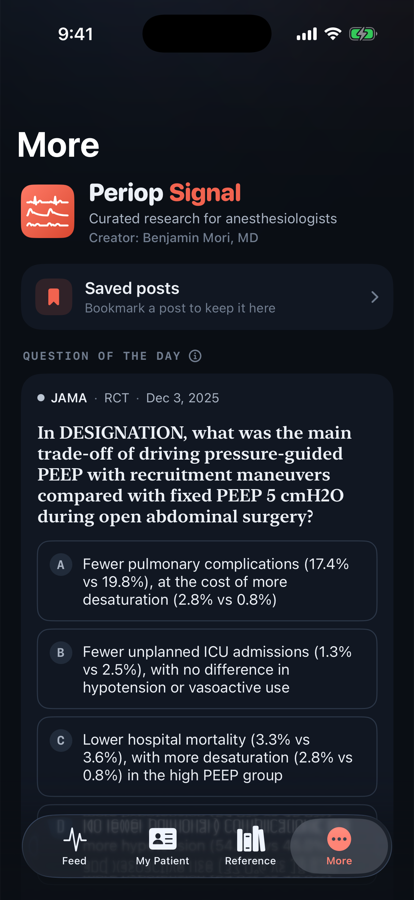 9:41
More
Periop Signal
Curated research for anesthesiologists
Creator: Benjamin Mori, MD
Saved posts
Bookmark a post to keep it here
QUESTION OF THE DAY
JAMA · RCT · Dec 3, 2025
In DESIGNATION, what was the main
trade-off of driving pressure-guided
PEEP with recruitment maneuvers
compared with fixed PEEP 5 cmH2O
during open abdominal surgery?
A
Fewer pulmonary complications (17.4%
vs 19.8%), at the cost of more
desaturation (2.8% vs 0.8%)
B
Fewer unplanned ICU admissions (1.3%
vs 2.5%), with no difference in
hypotension or vasoactive use
C
Lower hospital mortality (3.3% vs
3.6%), with more desaturation (2.8% vs
0.8%) in the high PEEP group
D
Feed
My Patient
Reference
More